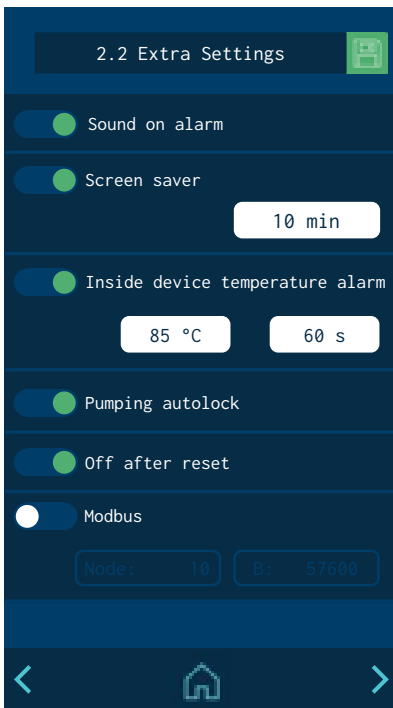 2.2 Extra Settings
Sound on alarm
Screen saver
10 min
Inside device temperature alarm
85 °C 60 s
Pumping autolock
Off after reset
Modbus
Node: 10 B: 57600